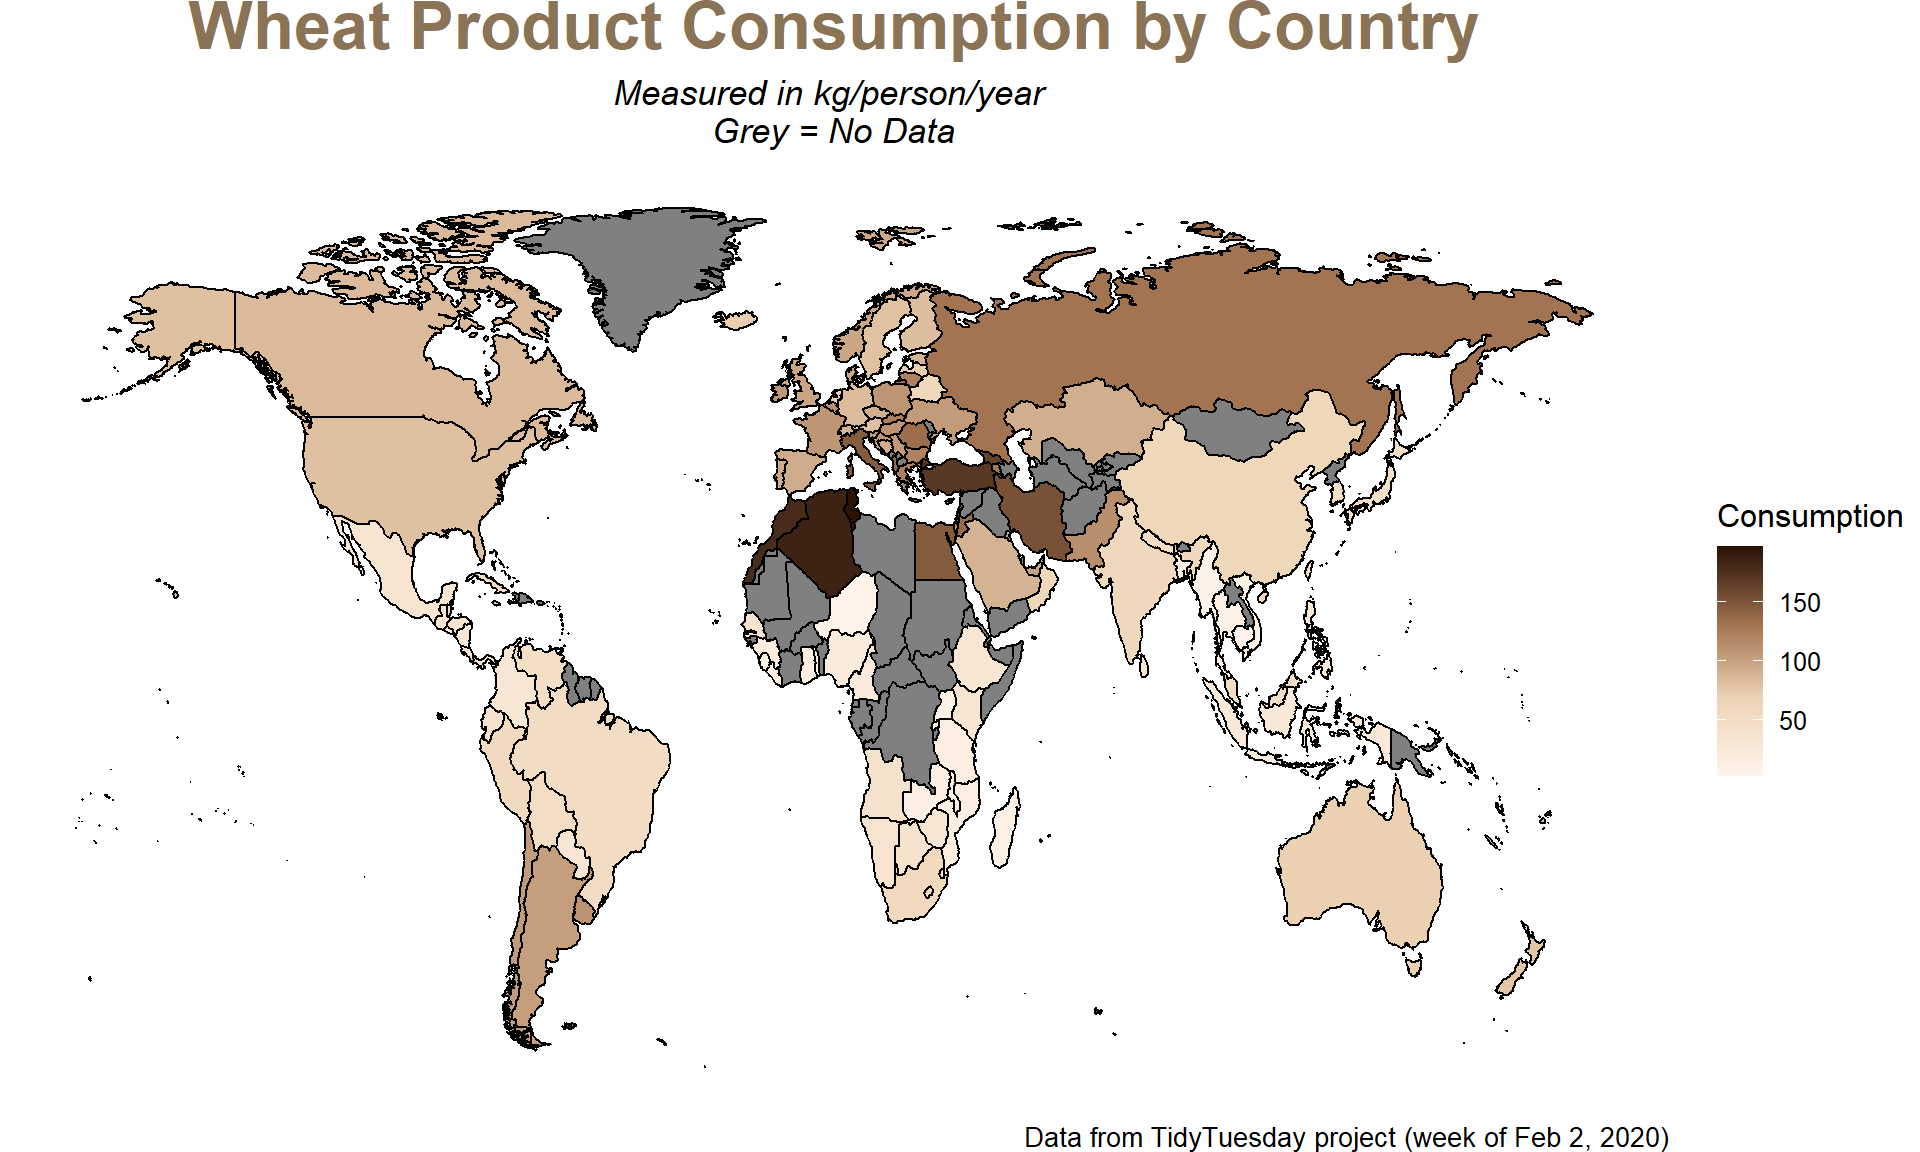 Wheat Product Consumption by Country
Measured in kg/person/year
Grey = No Data
Consumption
150
100
50
Data from TidyTuesday project (week of Feb 2, 2020)